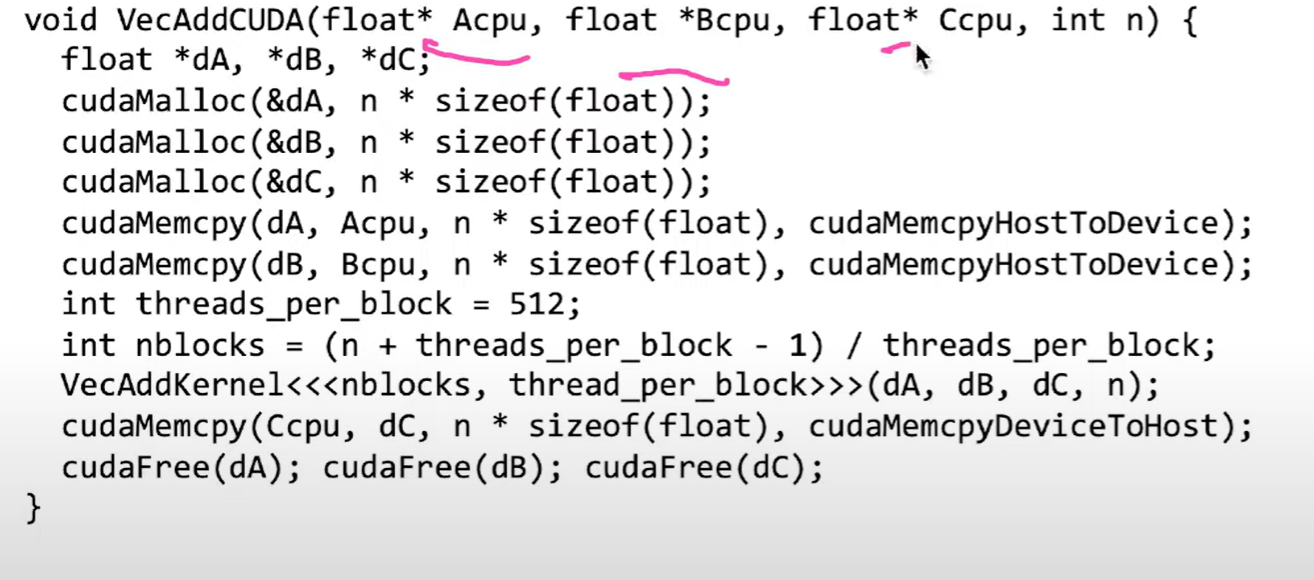 void VecAddCUDA(float* Acpu, float *Bcpu, float* Ccpu, int n) {
  float *dA, *dB, *dC;
  cudaMalloc(&dA, n * sizeof(float));
  cudaMalloc(&dB, n * sizeof(float));
  cudaMalloc(&dC, n * sizeof(float));
  cudaMemcpy(dA, Acpu, n * sizeof(float), cudaMemcpyHostToDevice);
  cudaMemcpy(dB, Bcpu, n * sizeof(float), cudaMemcpyHostToDevice);
  int threads_per_block = 512;
  int nblocks = (n + threads_per_block - 1) / threads_per_block;
  VecAddKernel<<<nblocks, thread_per_block>>>(dA, dB, dC, n);
  cudaMemcpy(Ccpu, dC, n * sizeof(float), cudaMemcpyDeviceToHost);
  cudaFree(dA); cudaFree(dB); cudaFree(dC);
}